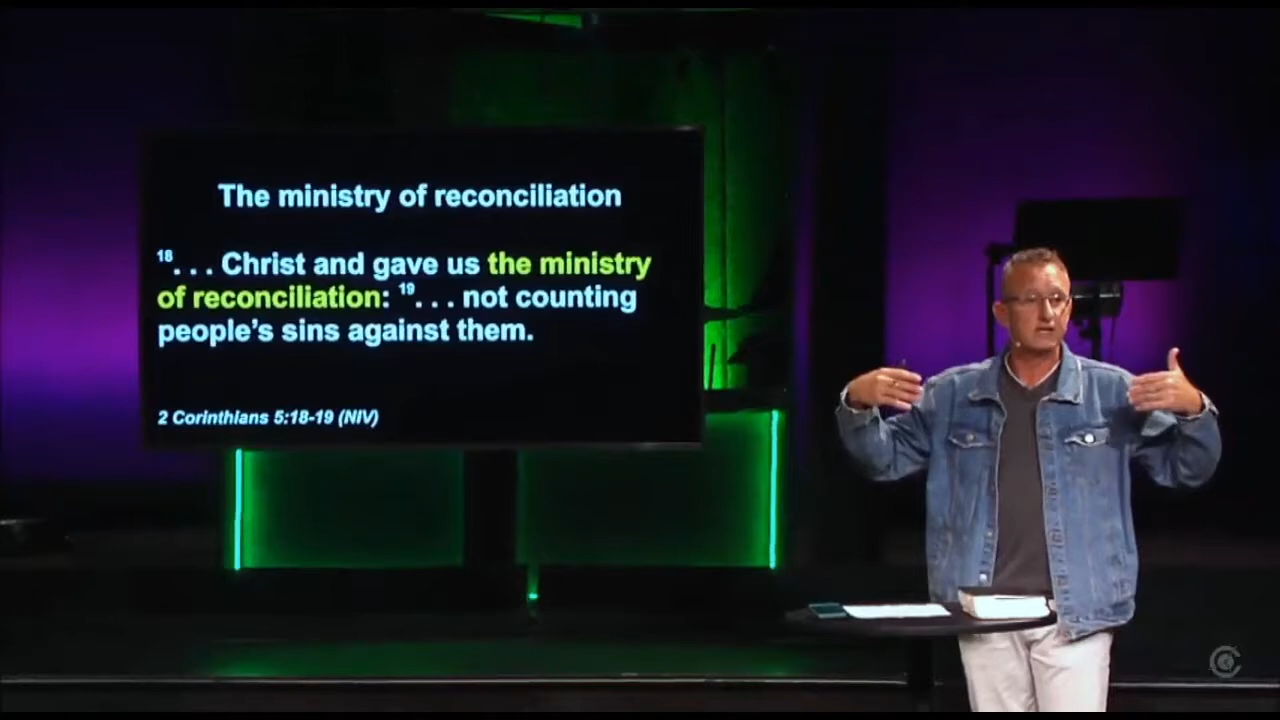 The ministry of reconciliation
18. . . Christ and gave us the ministry
of reconciliation: 19. . . not counting
people's sins against them.
2 Corinthians 5:18-19 (NIV)